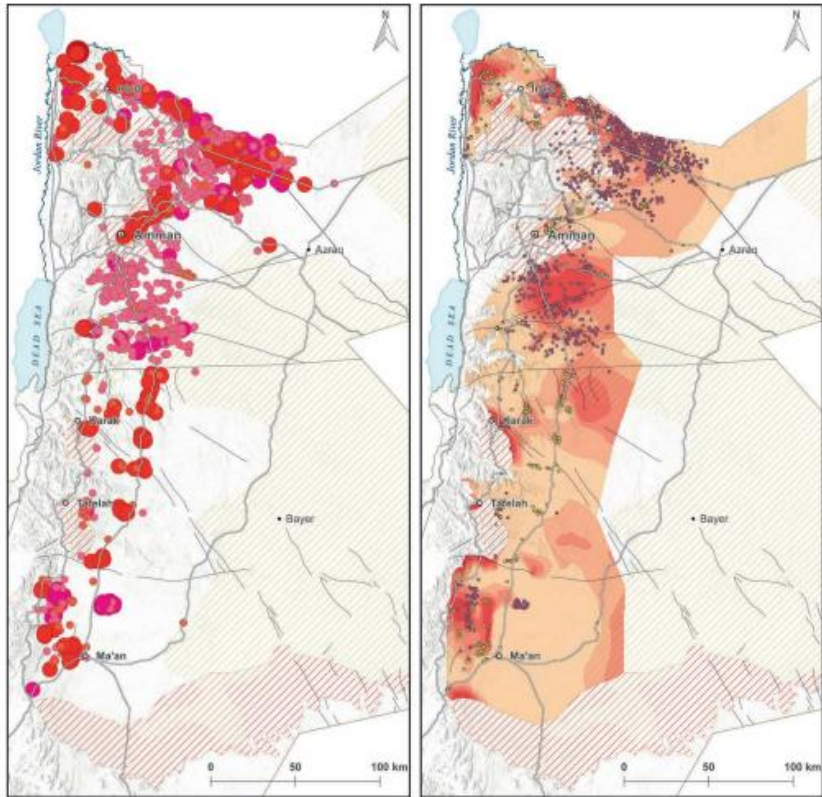 N
Jordan River
Irbid
Amman
Azraq
DEAD SEA
Karak
Tafelah
Bayer
Ma'an
0 50 100 km
N
Jordan River
Amman
Azraq
DEAD SEA
Karak
Tafelah
Bayer
Ma'an
0 50 100 km